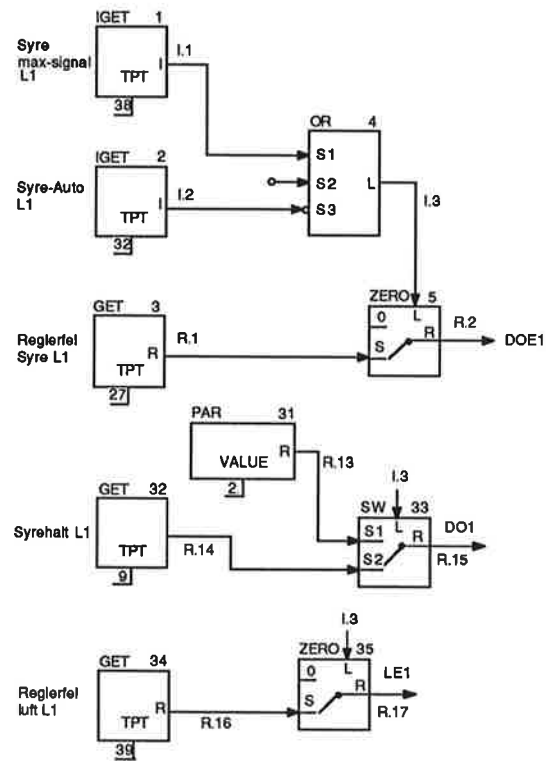 IGET 1
Syre
max-signal
L1
TPT I
I.1
38
IGET 2
Syre-Auto
L1
TPT I
I.2
32
OR 4
S1
S2 L
S3
I.3
GET 3
Reglerfel
Syre L1
R
TPT
27
R.1
ZERO 5
0 L
S R
R.2
DOE1
PAR 31
R
VALUE
2
R.13
GET 32
Syrehalt L1
TPT
9
R.14
I.3
SW 33
S1 L
S2 R
DO1
R.15
GET 34
Reglerfel
luft L1
TPT R
39
R.16
I.3
ZERO 35
0 L
S R
LE1
R.17